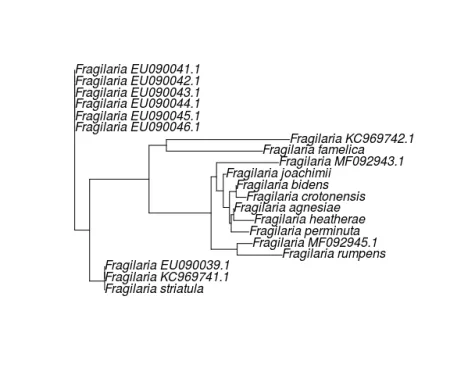 Fragilaria EU090041.1
Fragilaria EU090042.1
Fragilaria EU090043.1
Fragilaria EU090044.1
Fragilaria EU090045.1
Fragilaria EU090046.1
Fragilaria KC969742.1
Fragilaria famelica
Fragilaria MF092943.1
Fragilaria joachimii
Fragilaria bidens
Fragilaria crotonensis
Fragilaria agnesiae
Fragilaria heatherae
Fragilaria perminuta
Fragilaria MF092945.1
Fragilaria rumpens
Fragilaria EU090039.1
Fragilaria KC969741.1
Fragilaria striatula